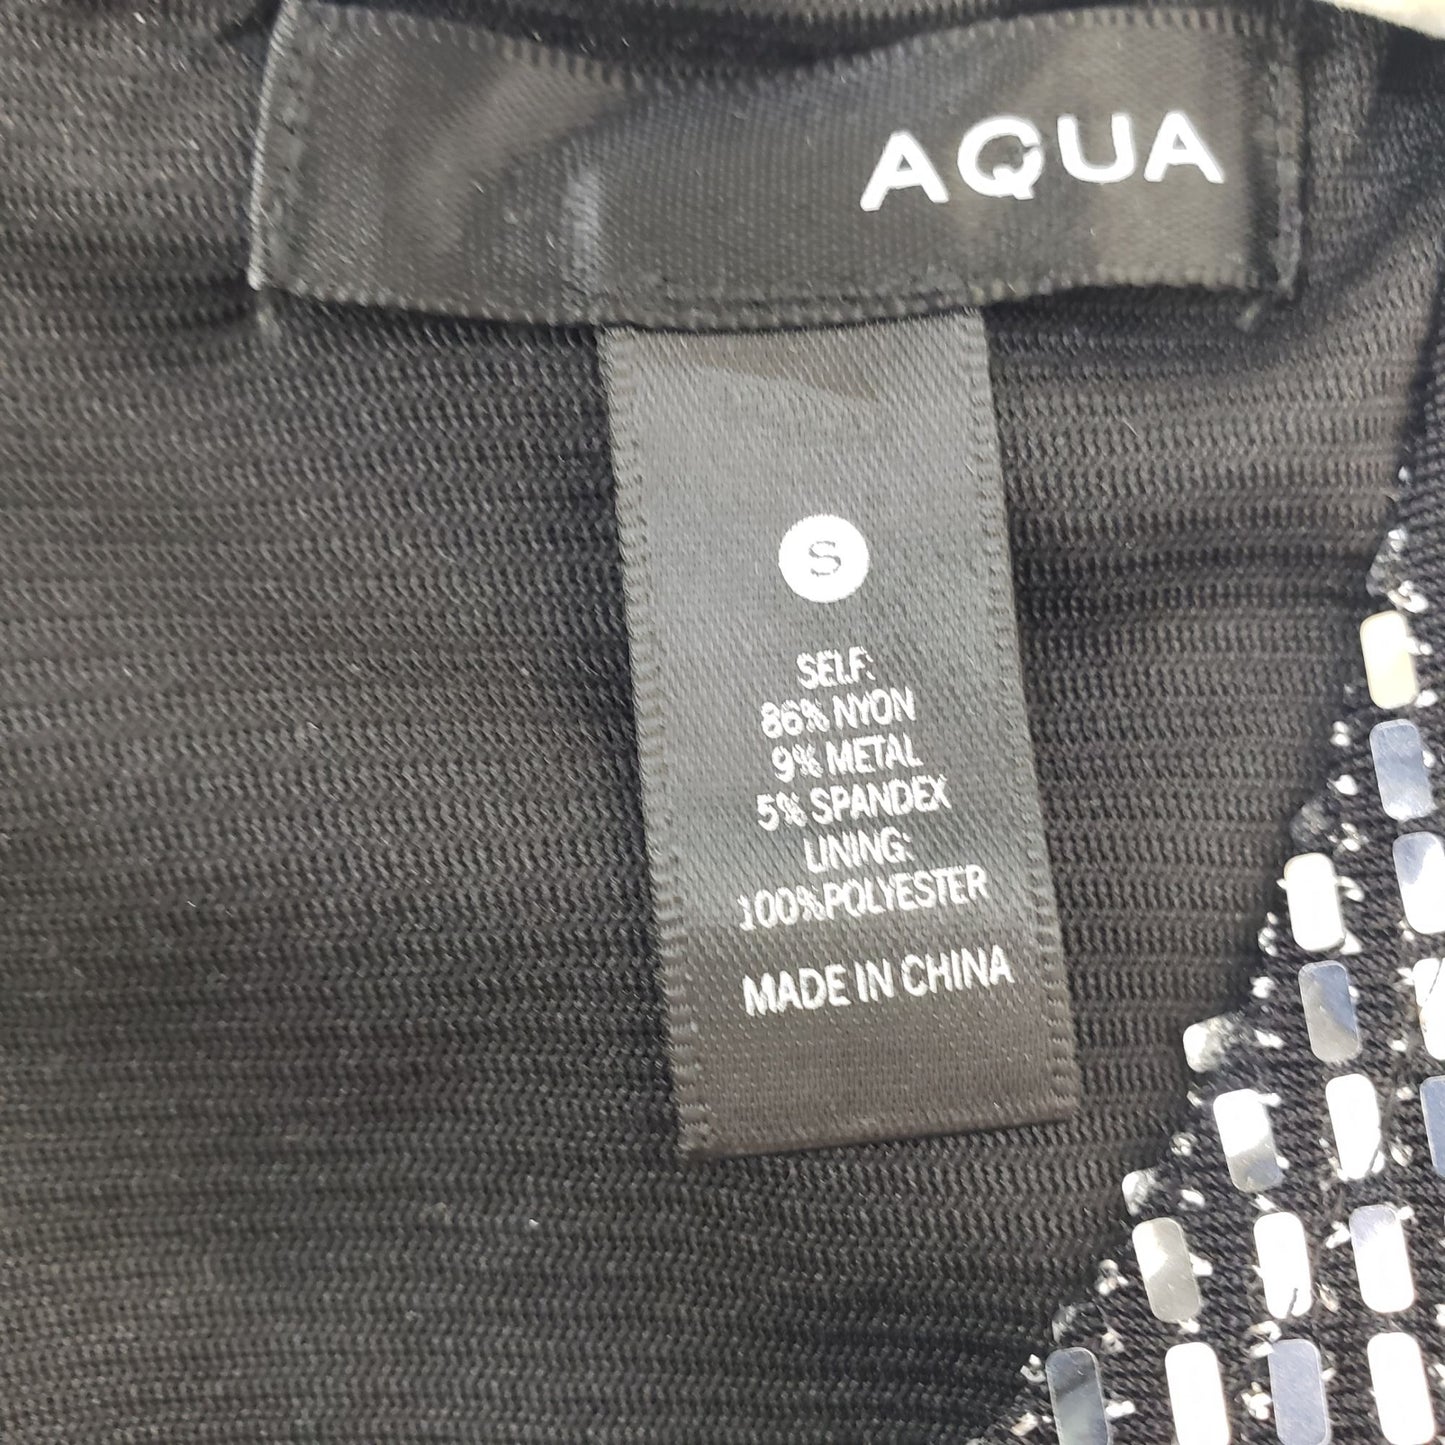 AQUA
S
SELF:
86% NYON
9% METAL
5% SPANDEX
LINING:
100%POLYESTER
MADE IN CHINA